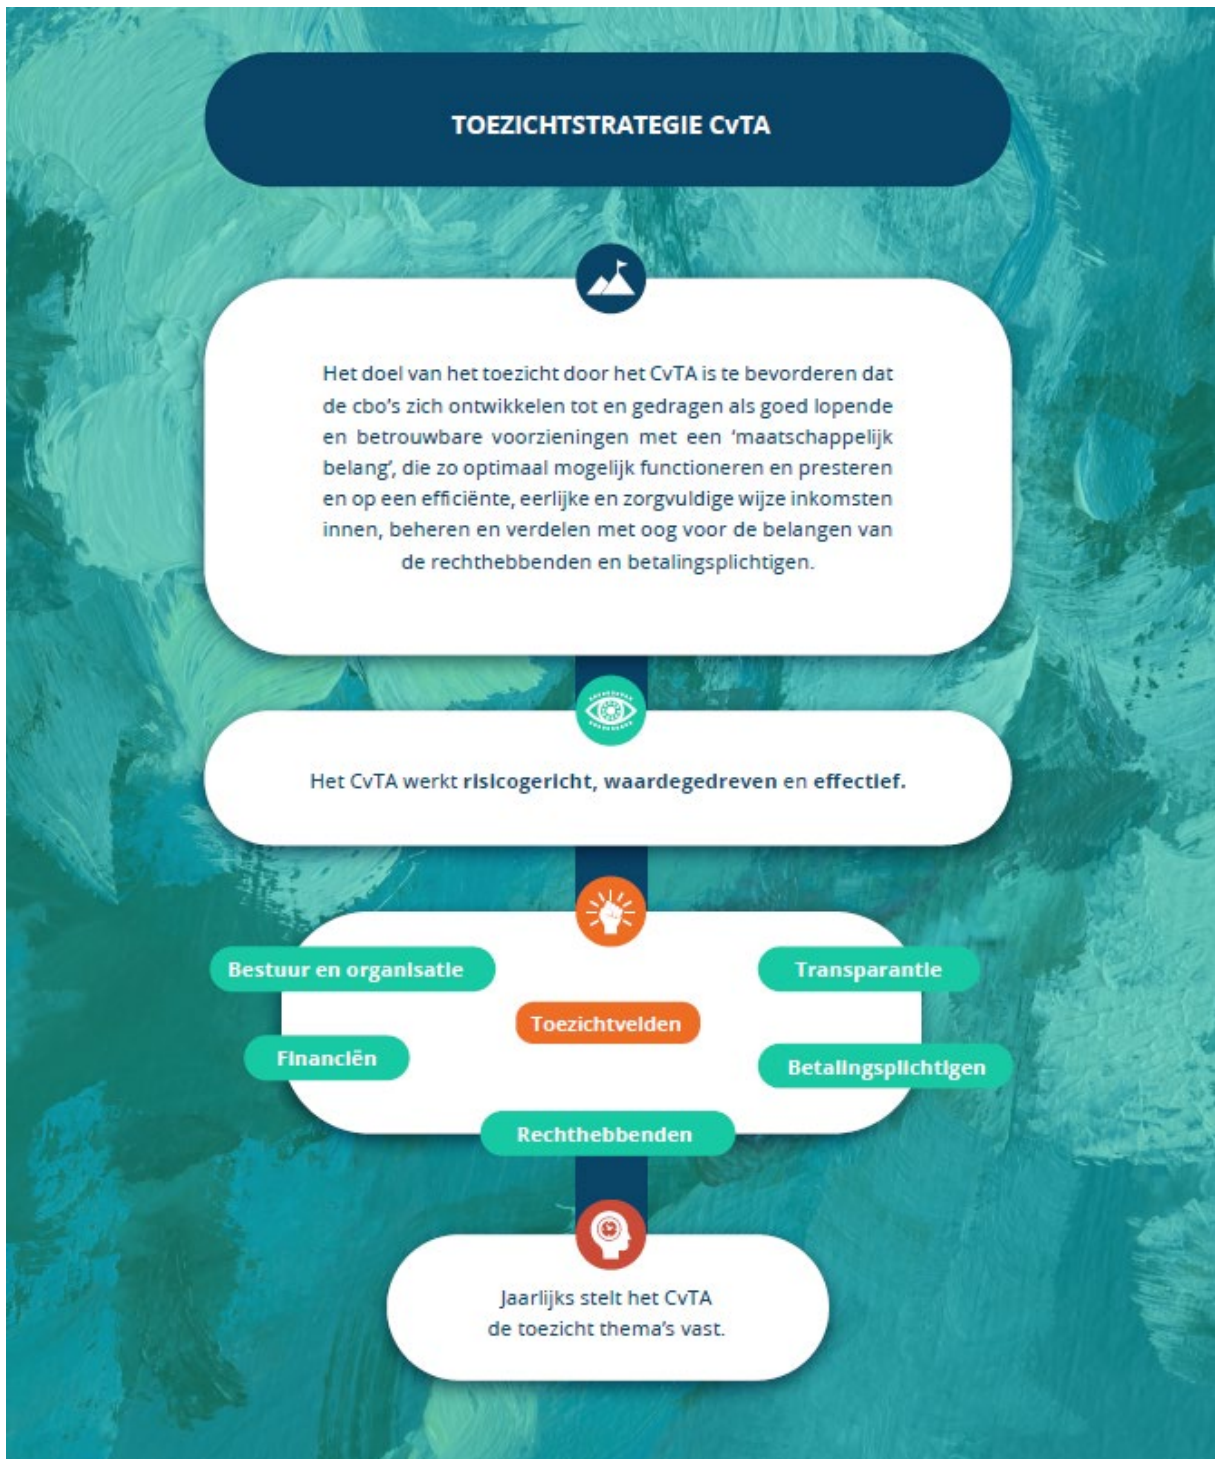 TOEZICHTSTRATEGIE CvTA
Het doel van het toezicht door het CvTA is te bevorderen dat
de cbo's zich ontwikkelen tot en gedragen als goed lopende
en betrouwbare voorzieningen met een 'maatschappelijk
belang', die zo optimaal mogelijk functioneren en presteren
en op een efficiënte, eerlijke en zorgvuldige wijze inkomsten
innen, beheren en verdelen met oog voor de belangen van
de rechthebbenden en betalingsplichtigen.
Het CvTA werkt risicogericht, waardegedreven en effectief.
Bestuur en organisatie
Transparantie
Toezichtvelden
Financiën
Betalingsplichtigen
Rechthebbenden
Jaarlijks stelt het CvTA
de toezicht thema's vast.